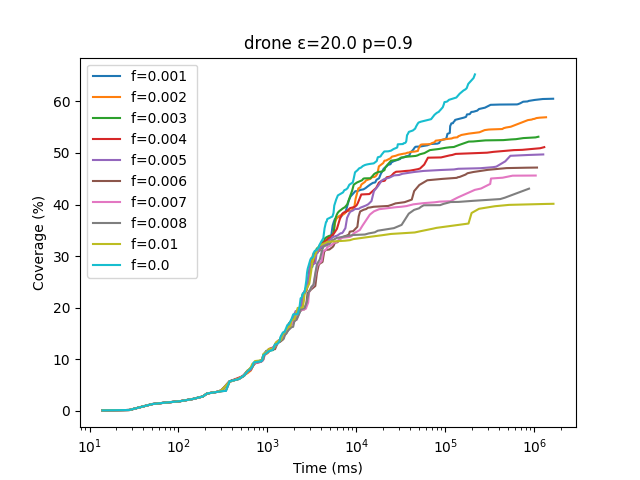 drone ε=20.0 p=0.9
f=0.001
f=0.002
f=0.003
f=0.004
f=0.005
f=0.006
f=0.007
f=0.008
f=0.01
f=0.0
Coverage (%)
60
50
40
30
20
10
0
10¹ 10² 10³ 10⁴ 10⁵ 10⁶
Time (ms)